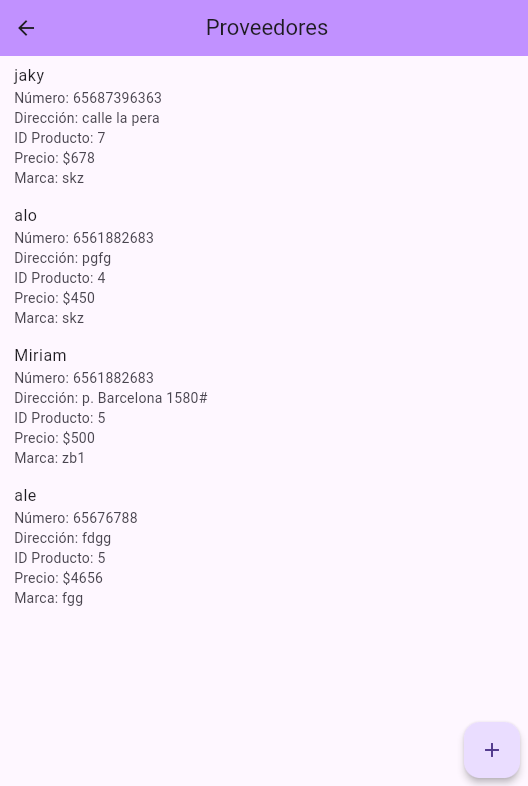 Proveedores
jaky
Número: 65687396363
Dirección: calle la pera
ID Producto: 7
Precio: $678
Marca: skz
alo
Número: 6561882683
Dirección: pgfg
ID Producto: 4
Precio: $450
Marca: skz
Miriam
Número: 6561882683
Dirección: p. Barcelona 1580#
ID Producto: 5
Precio: $500
Marca: zb1
ale
Número: 65676788
Dirección: fdgg
ID Producto: 5
Precio: $4656
Marca: fgg